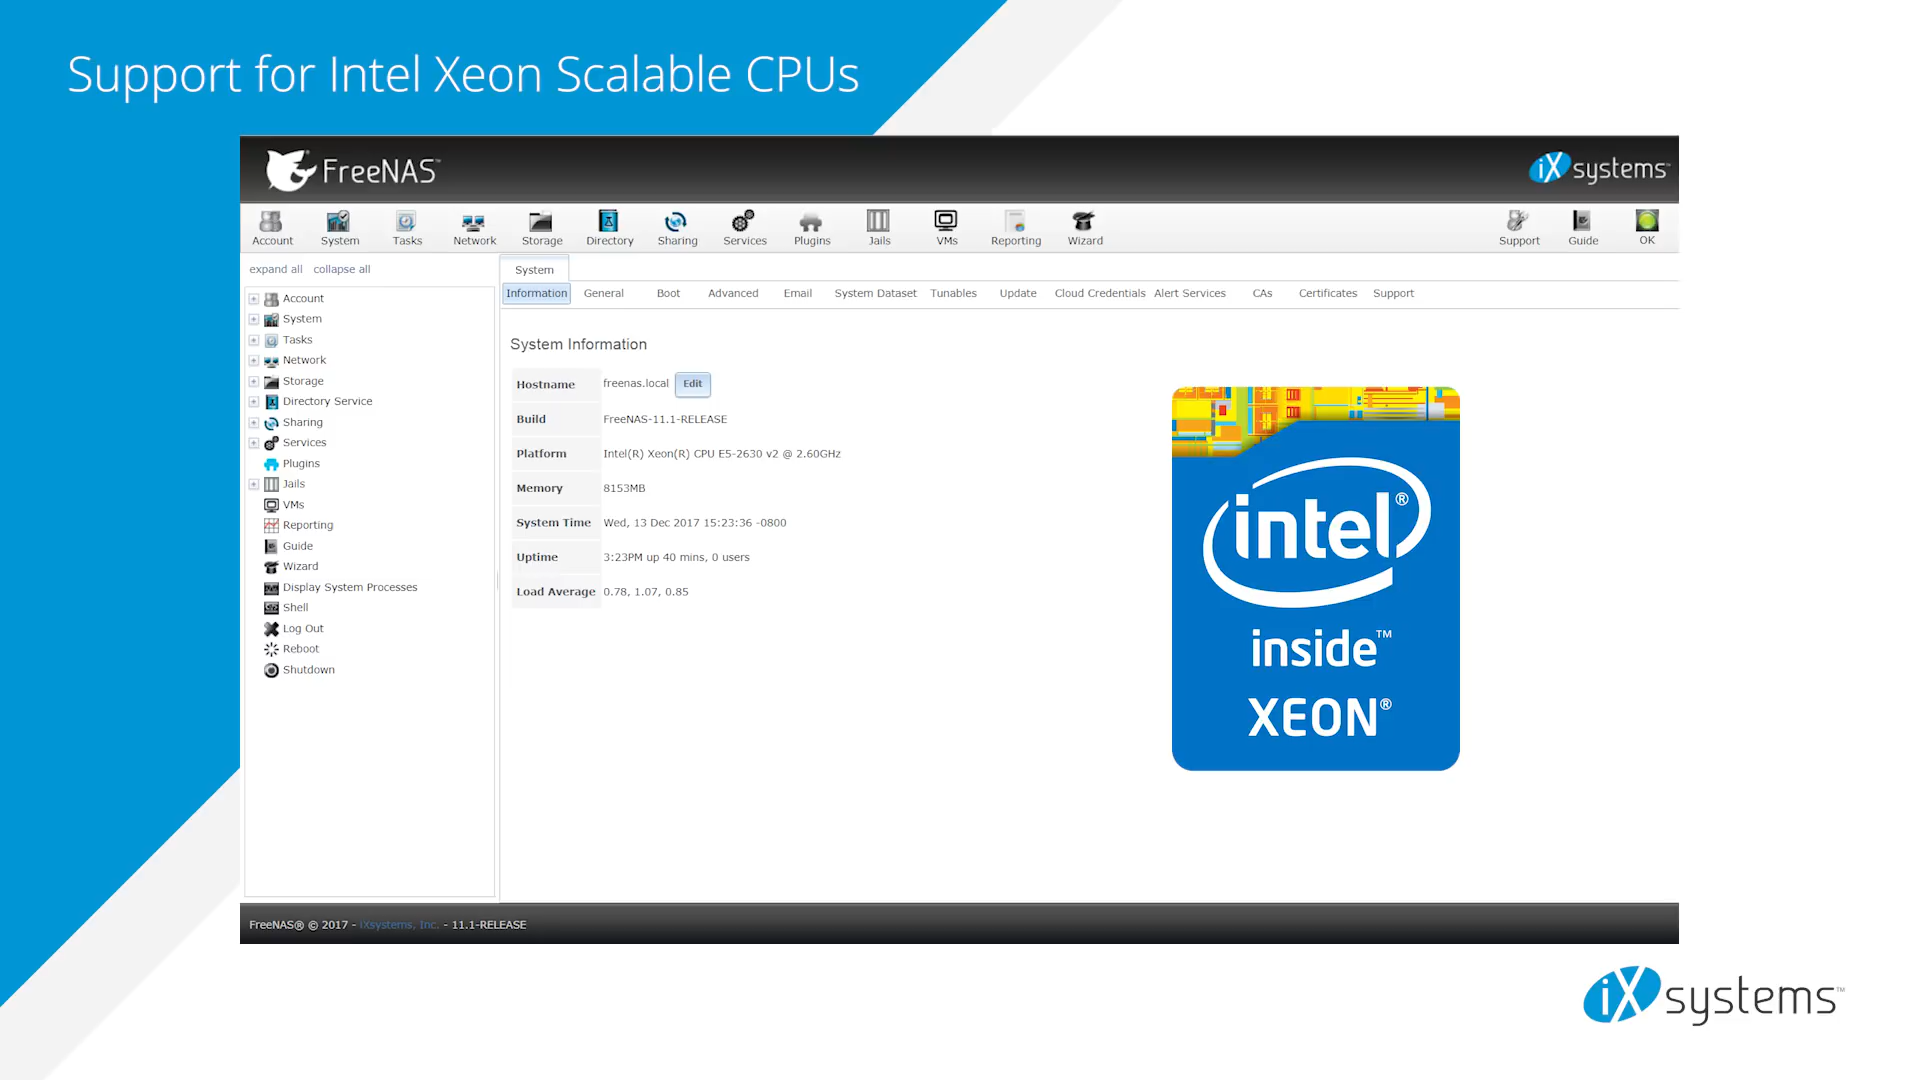 Support for Intel Xeon Scalable CPUs
FreeNAS™
iXsystems™
Account System Tasks Network Storage Directory Sharing Services Plugins Jails VMs Reporting Wizard Support Guide OK
expand all collapse all
System
Information General Boot Advanced Email System Dataset Tunables Update Cloud Credentials Alert Services CAs Certificates Support
Account
System
Tasks
Network
Storage
Directory Service
Sharing
Services
Plugins
Jails
VMs
Reporting
Guide
Wizard
Display System Processes
Shell
Log Out
Reboot
Shutdown
System Information
Hostname freenas.local Edit
Build FreeNAS-11.1-RELEASE
Platform Intel(R) Xeon(R) CPU E5-2630 v2 @ 2.60GHz
Memory 8153MB
System Time Wed, 13 Dec 2017 15:23:36 -0800
Uptime 3:23PM up 40 mins, 0 users
Load Average 0.78, 1.07, 0.85
intel®
inside™
XEON®
FreeNAS® © 2017 - iXsystems, Inc. - 11.1-RELEASE
iXsystems™